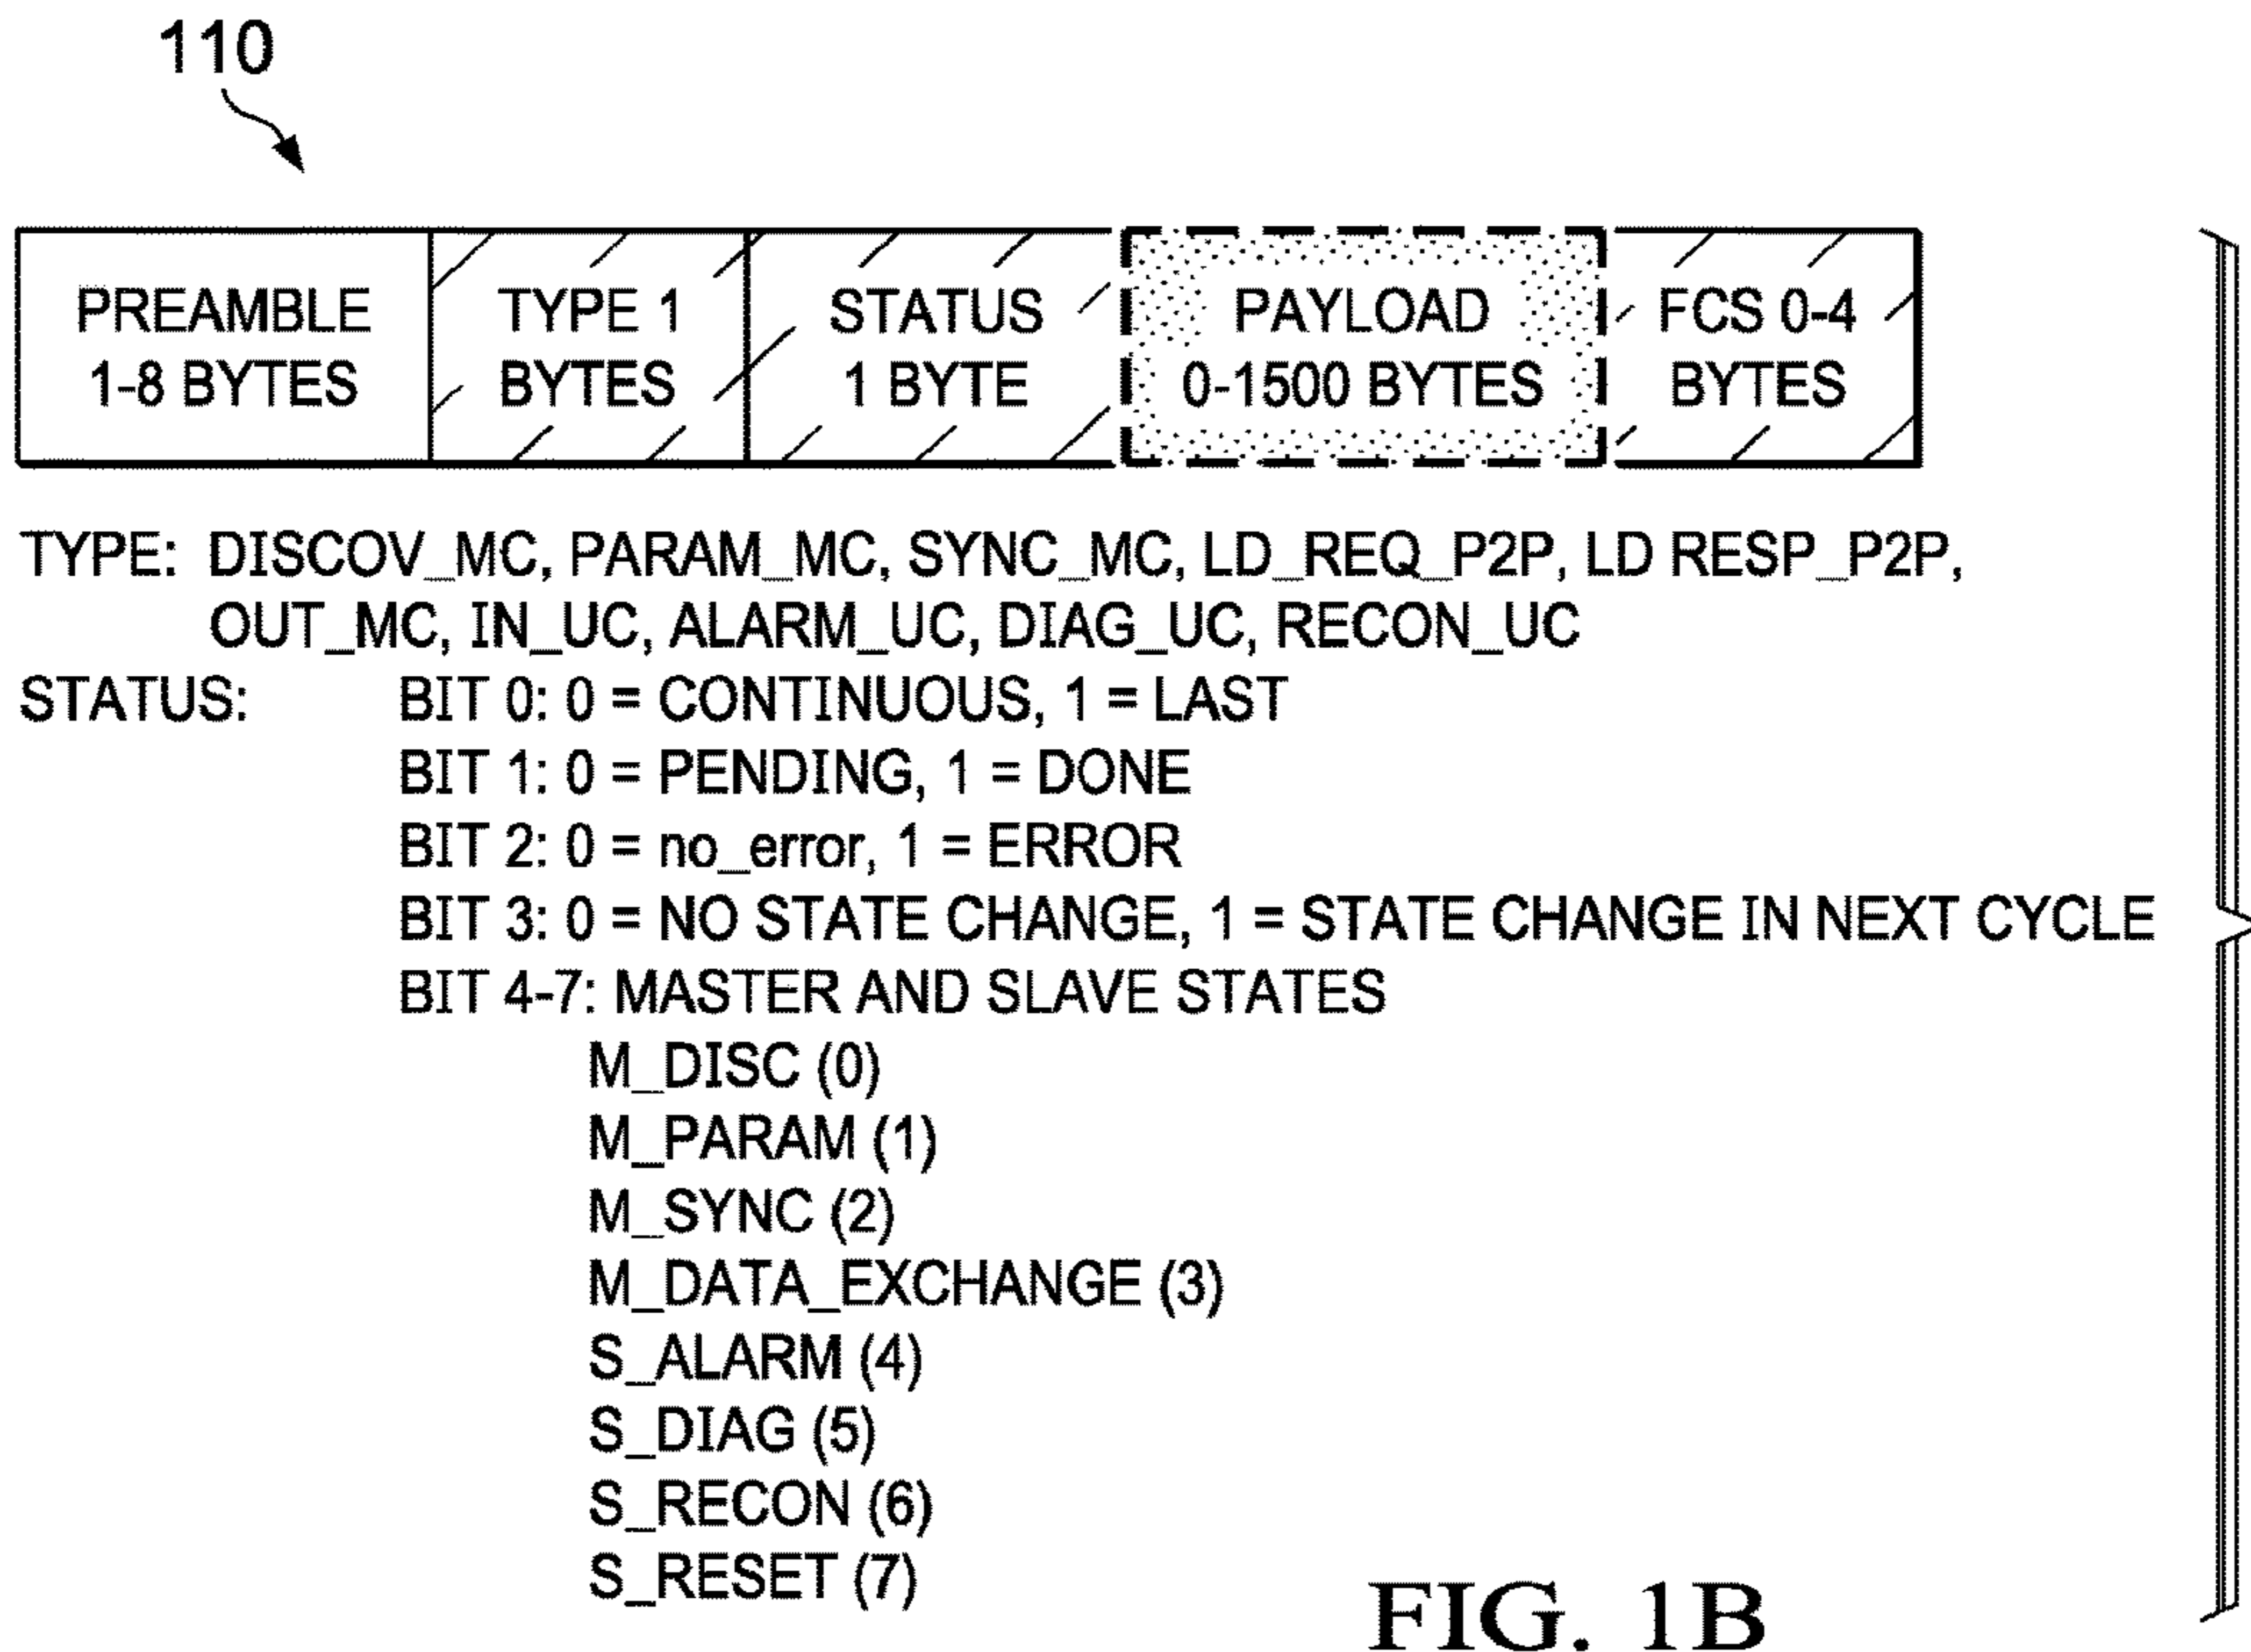 110
PREAMBLE
1-8 BYTES
TYPE 1
BYTES
STATUS
1 BYTE
PAYLOAD
0-1500 BYTES
FCS 0-4
BYTES
TYPE: DISCOV_MC, PARAM_MC, SYNC_MC, LD_REQ_P2P, LD RESP_P2P,
OUT_MC, IN_UC, ALARM_UC, DIAG_UC, RECON_UC
STATUS: BIT 0: 0 = CONTINUOUS, 1 = LAST
BIT 1: 0 = PENDING, 1 = DONE
BIT 2: 0 = no_error, 1 = ERROR
BIT 3: 0 = NO STATE CHANGE, 1 = STATE CHANGE IN NEXT CYCLE
BIT 4-7: MASTER AND SLAVE STATES
M_DISC (0)
M_PARAM (1)
M_SYNC (2)
M_DATA_EXCHANGE (3)
S_ALARM (4)
S_DIAG (5)
S_RECON (6)
S_RESET (7)
FIG. 1B